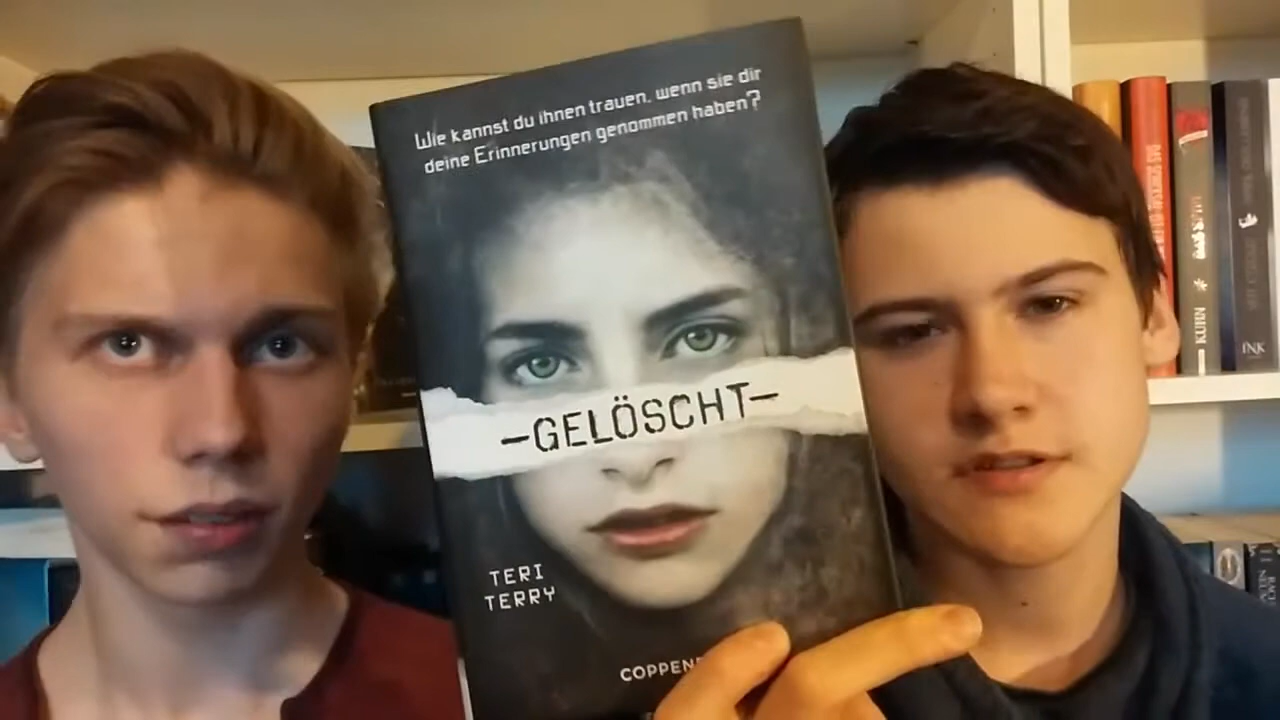 Wie kannst du ihnen trauen, wenn sie dir
deine Erinnerungen genommen haben?
—GELÖSCHT—
TERI
TERRY
COPPEN
KUHN
INK